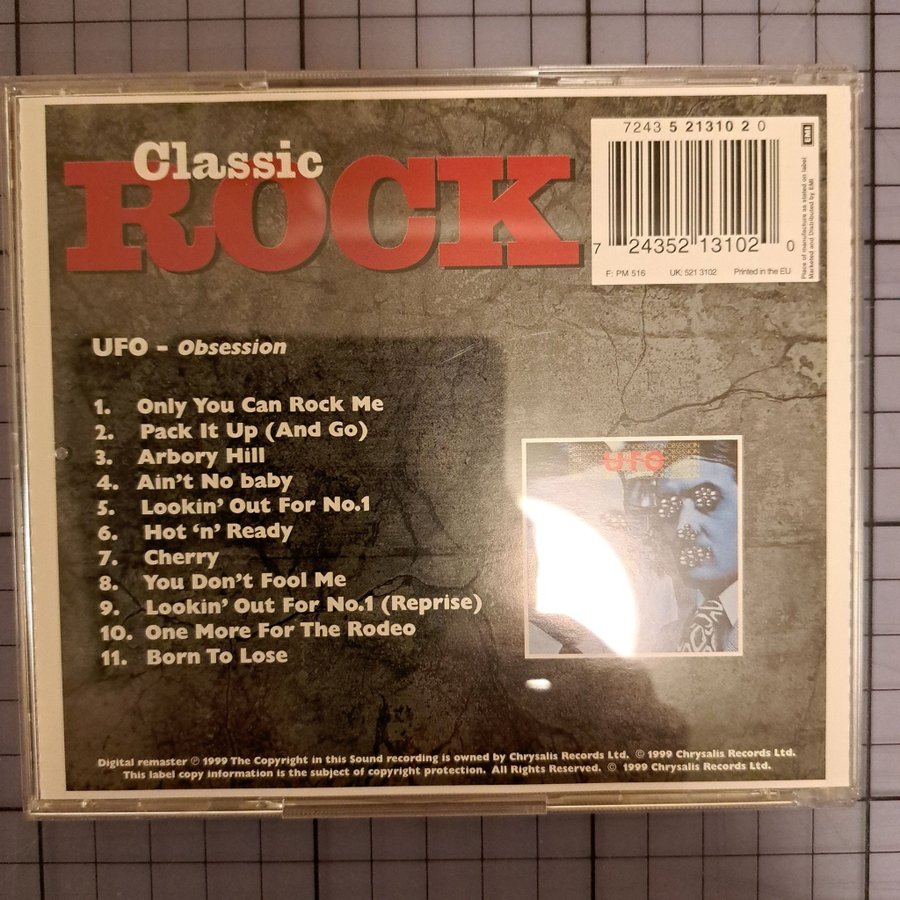 Classic
ROCK
7243 5 21310 2 0
7 24352 13102 0
F: PM 516 UK: 521 3102 Printed in the EU
EMI
Place of manufacture as stated on label
Marketed and Distributed by EMI.
UFO – Obsession
1. Only You Can Rock Me
2. Pack It Up (And Go)
3. Arbory Hill
4. Ain't No baby
5. Lookin' Out For No.1
6. Hot 'n' Ready
7. Cherry
8. You Don't Fool Me
9. Lookin' Out For No.1 (Reprise)
10. One More For The Rodeo
11. Born To Lose
UFO
Digital remaster ℗ 1999 The Copyright in this Sound recording is owned by Chrysalis Records Ltd. © 1999 Chrysalis Records Ltd.
This label copy information is the subject of copyright protection. All Rights Reserved. © 1999 Chrysalis Records Ltd.